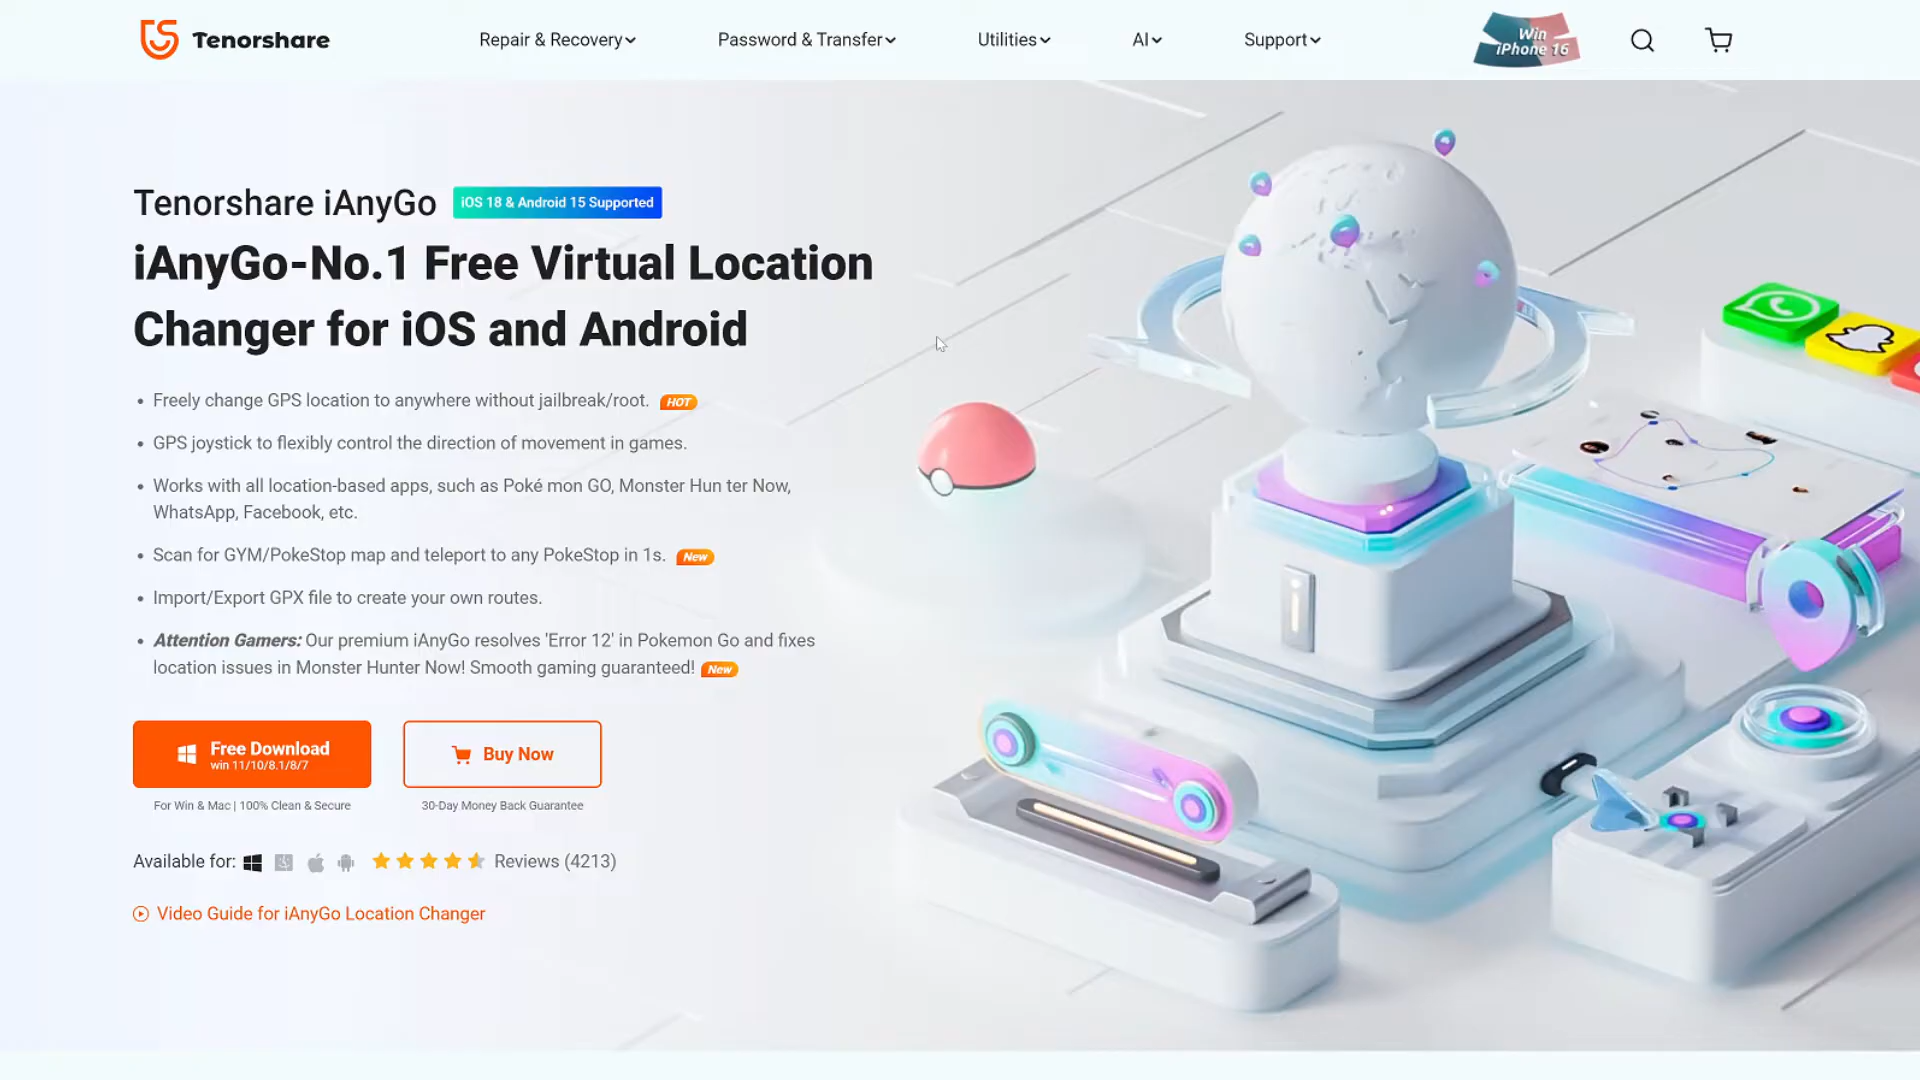 Tenorshare
Repair & Recovery
Password & Transfer
Utilities
AI
Support
Win
iPhone 16
Tenorshare iAnyGo
iOS 18 & Android 15 Supported
iAnyGo-No.1 Free Virtual Location
Changer for iOS and Android
• Freely change GPS location to anywhere without jailbreak/root. HOT
• GPS joystick to flexibly control the direction of movement in games.
• Works with all location-based apps, such as Poké mon GO, Monster Hun ter Now,
WhatsApp, Facebook, etc.
• Scan for GYM/PokeStop map and teleport to any PokeStop in 1s. New
• Import/Export GPX file to create your own routes.
• Attention Gamers: Our premium iAnyGo resolves 'Error 12' in Pokemon Go and fixes
location issues in Monster Hunter Now! Smooth gaming guaranteed! New
Free Download
win 11/10/8.1/8/7
Buy Now
For Win & Mac | 100% Clean & Secure
30-Day Money Back Guarantee
Available for:
Reviews (4213)
Video Guide for iAnyGo Location Changer